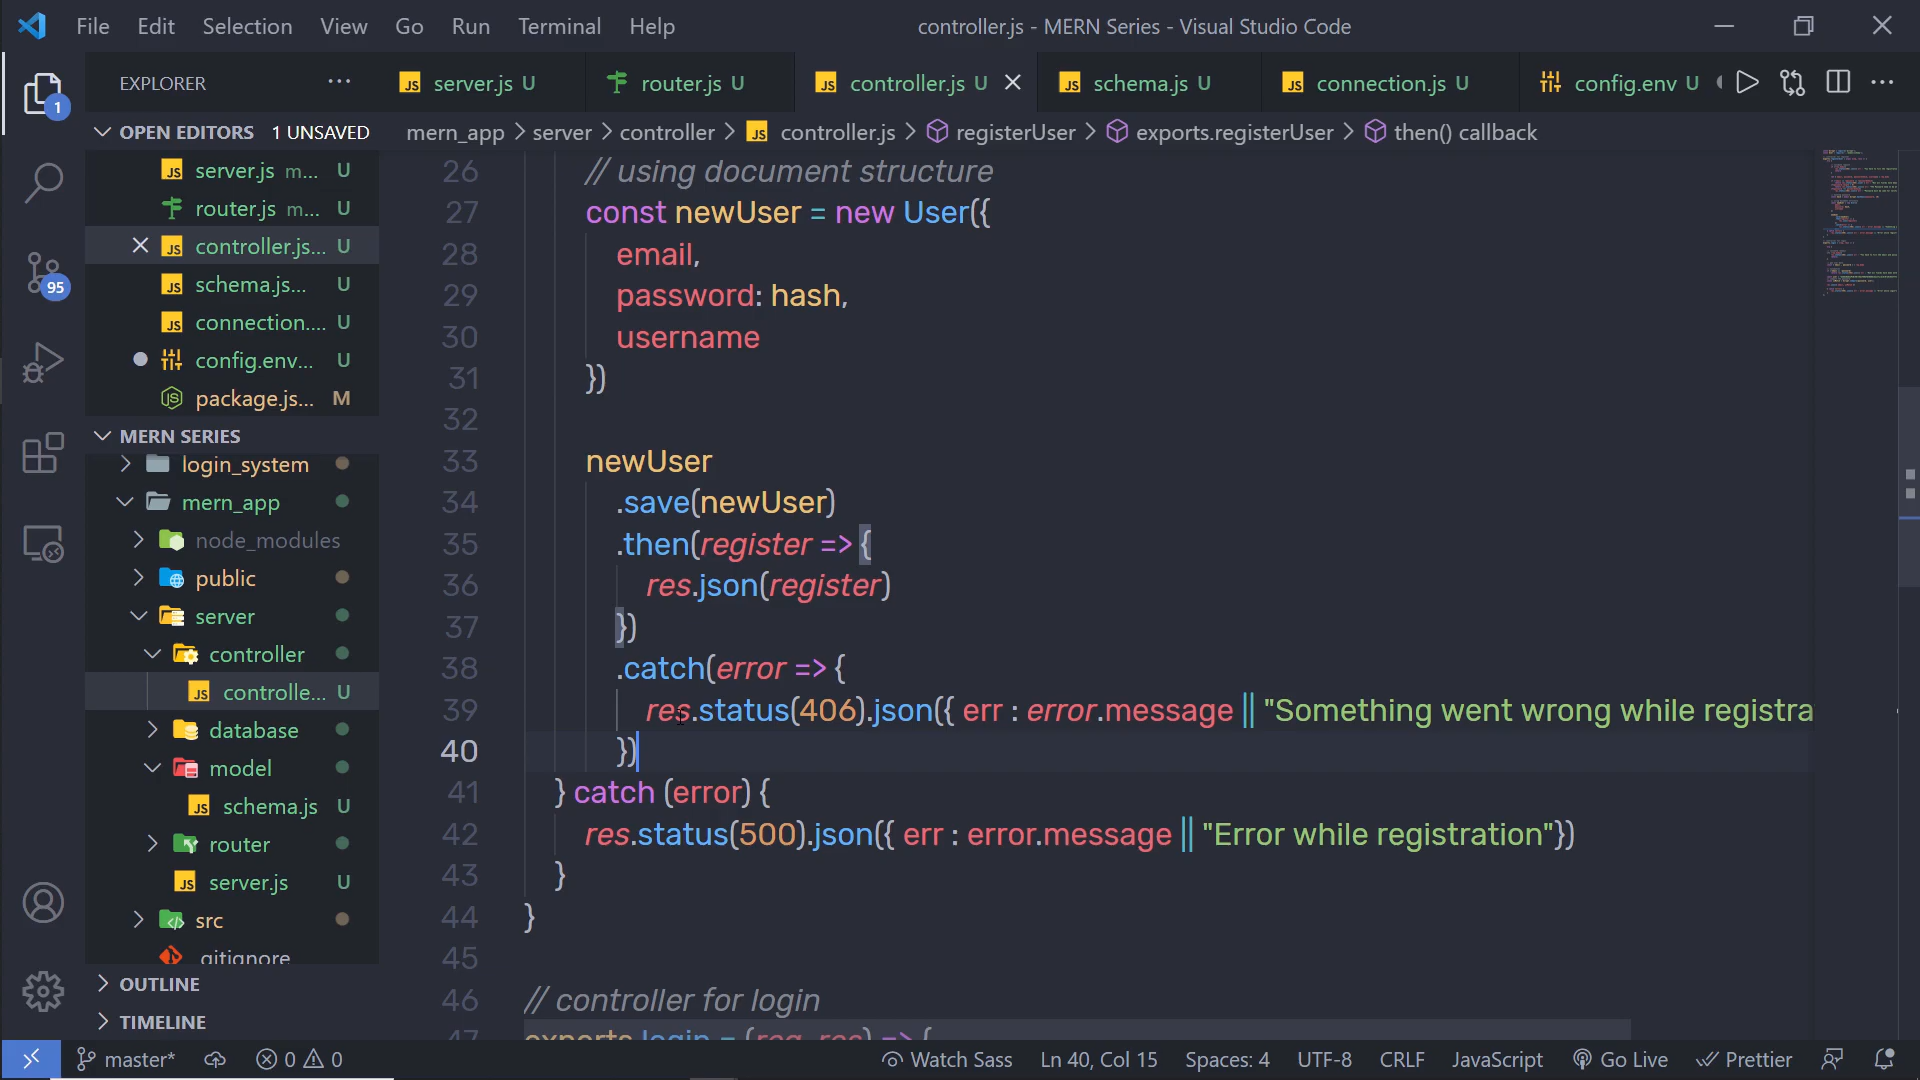 File Edit Selection View Go Run Terminal Help
controller.js - MERN Series - Visual Studio Code
EXPLORER
server.js U
router.js U
controller.js U
schema.js U
connection.js U
config.env U
OPEN EDITORS 1 UNSAVED
mern_app > server > controller > controller.js > registerUser > exports.registerUser > then() callback
server.js m... U
router.js m... U
controller.js... U
schema.js... U
connection.... U
config.env... U
package.js... M
MERN SERIES
login_system
mern_app
node_modules
public
server
controller
controlle... U
database
model
schema.js U
router
server.js U
src
.gitignore
OUTLINE
TIMELINE
1
95
26 // using document structure
27 const newUser = new User({
28 email,
29 password: hash,
30 username
31 })
32
33 newUser
34 .save(newUser)
35 .then(register => {
36 res.json(register)
37 })
38 .catch(error => {
39 res.status(406).json({ err : error.message || "Something went wrong while registra
40 })
41 } catch (error) {
42 res.status(500).json({ err : error.message || "Error while registration"})
43 }
44 }
45
46 // controller for login
47 exports.login = (req, res) => {
master* 0 0 Watch Sass Ln 40, Col 15 Spaces: 4 UTF-8 CRLF JavaScript Go Live Prettier